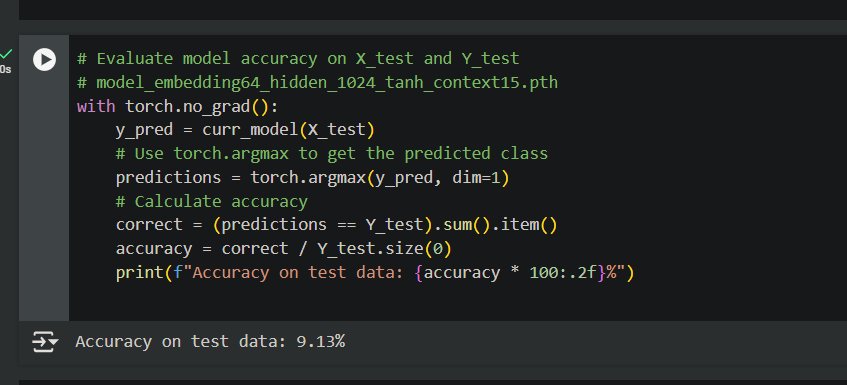 0s
# Evaluate model accuracy on X_test and Y_test
# model_embedding64_hidden_1024_tanh_context15.pth
with torch.no_grad():
    y_pred = curr_model(X_test)
    # Use torch.argmax to get the predicted class
    predictions = torch.argmax(y_pred, dim=1)
    # Calculate accuracy
    correct = (predictions == Y_test).sum().item()
    accuracy = correct / Y_test.size(0)
    print(f"Accuracy on test data: {accuracy * 100:.2f}%")
Accuracy on test data: 9.13%